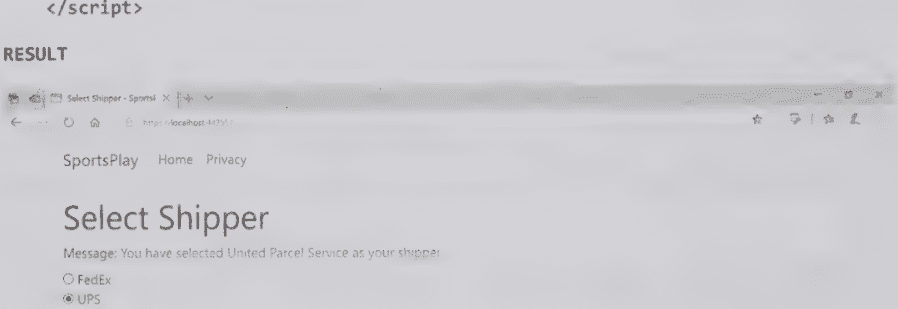 </script>
RESULT
Select Shipper - SportsPl
SportsPlay Home Privacy
Select Shipper
Message: You have selected United Parcel Service as your shipper
FedEx
UPS